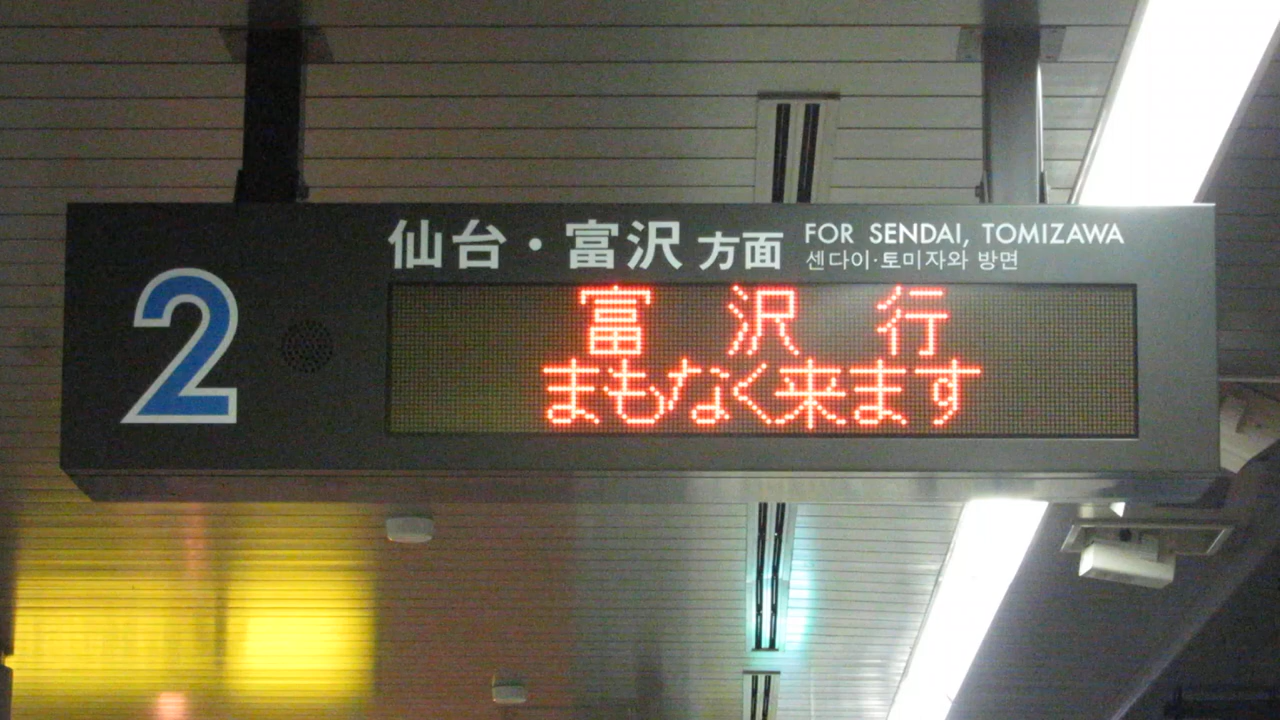 2
仙台・富沢方面
FOR SENDAI, TOMIZAWA
센다이·토미자와 방면
富沢行
まもなく来ます